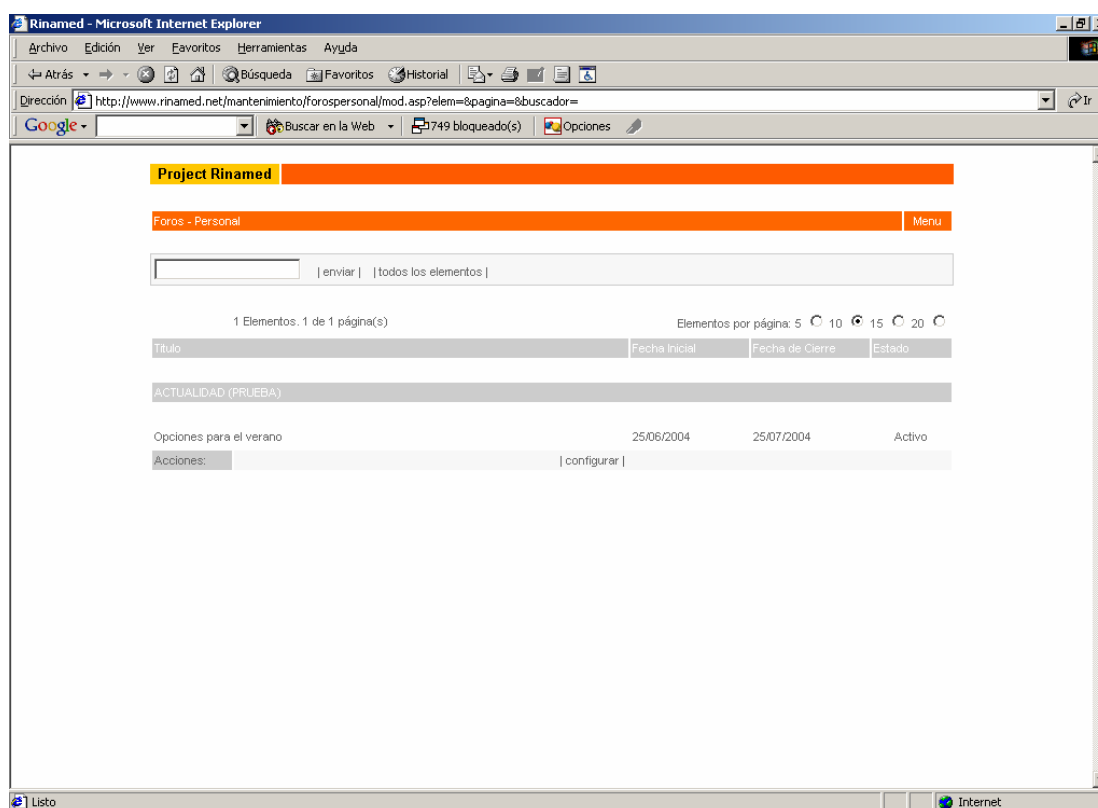 Rinamed - Microsoft Internet Explorer
Archivo Edición Ver Favoritos Herramientas Ayuda
Atrás Búsqueda Favoritos Historial
Dirección http://www.rinamed.net/mantenimiento/forospersonal/mod.asp?elem=&pagina=&buscador= Ir
Google Buscar en la Web 749 bloqueado(s) Opciones
Project Rinamed
Foros - Personal Menu
| enviar | | todos los elementos |
1 Elementos. 1 de 1 página(s) Elementos por página: 5 10 15 20
Titulo Fecha Inicial Fecha de Cierre Estado
ACTUALIDAD (PRUEBA)
Opciones para el verano 25/06/2004 25/07/2004 Activo
Acciones: | configurar |
Listo Internet